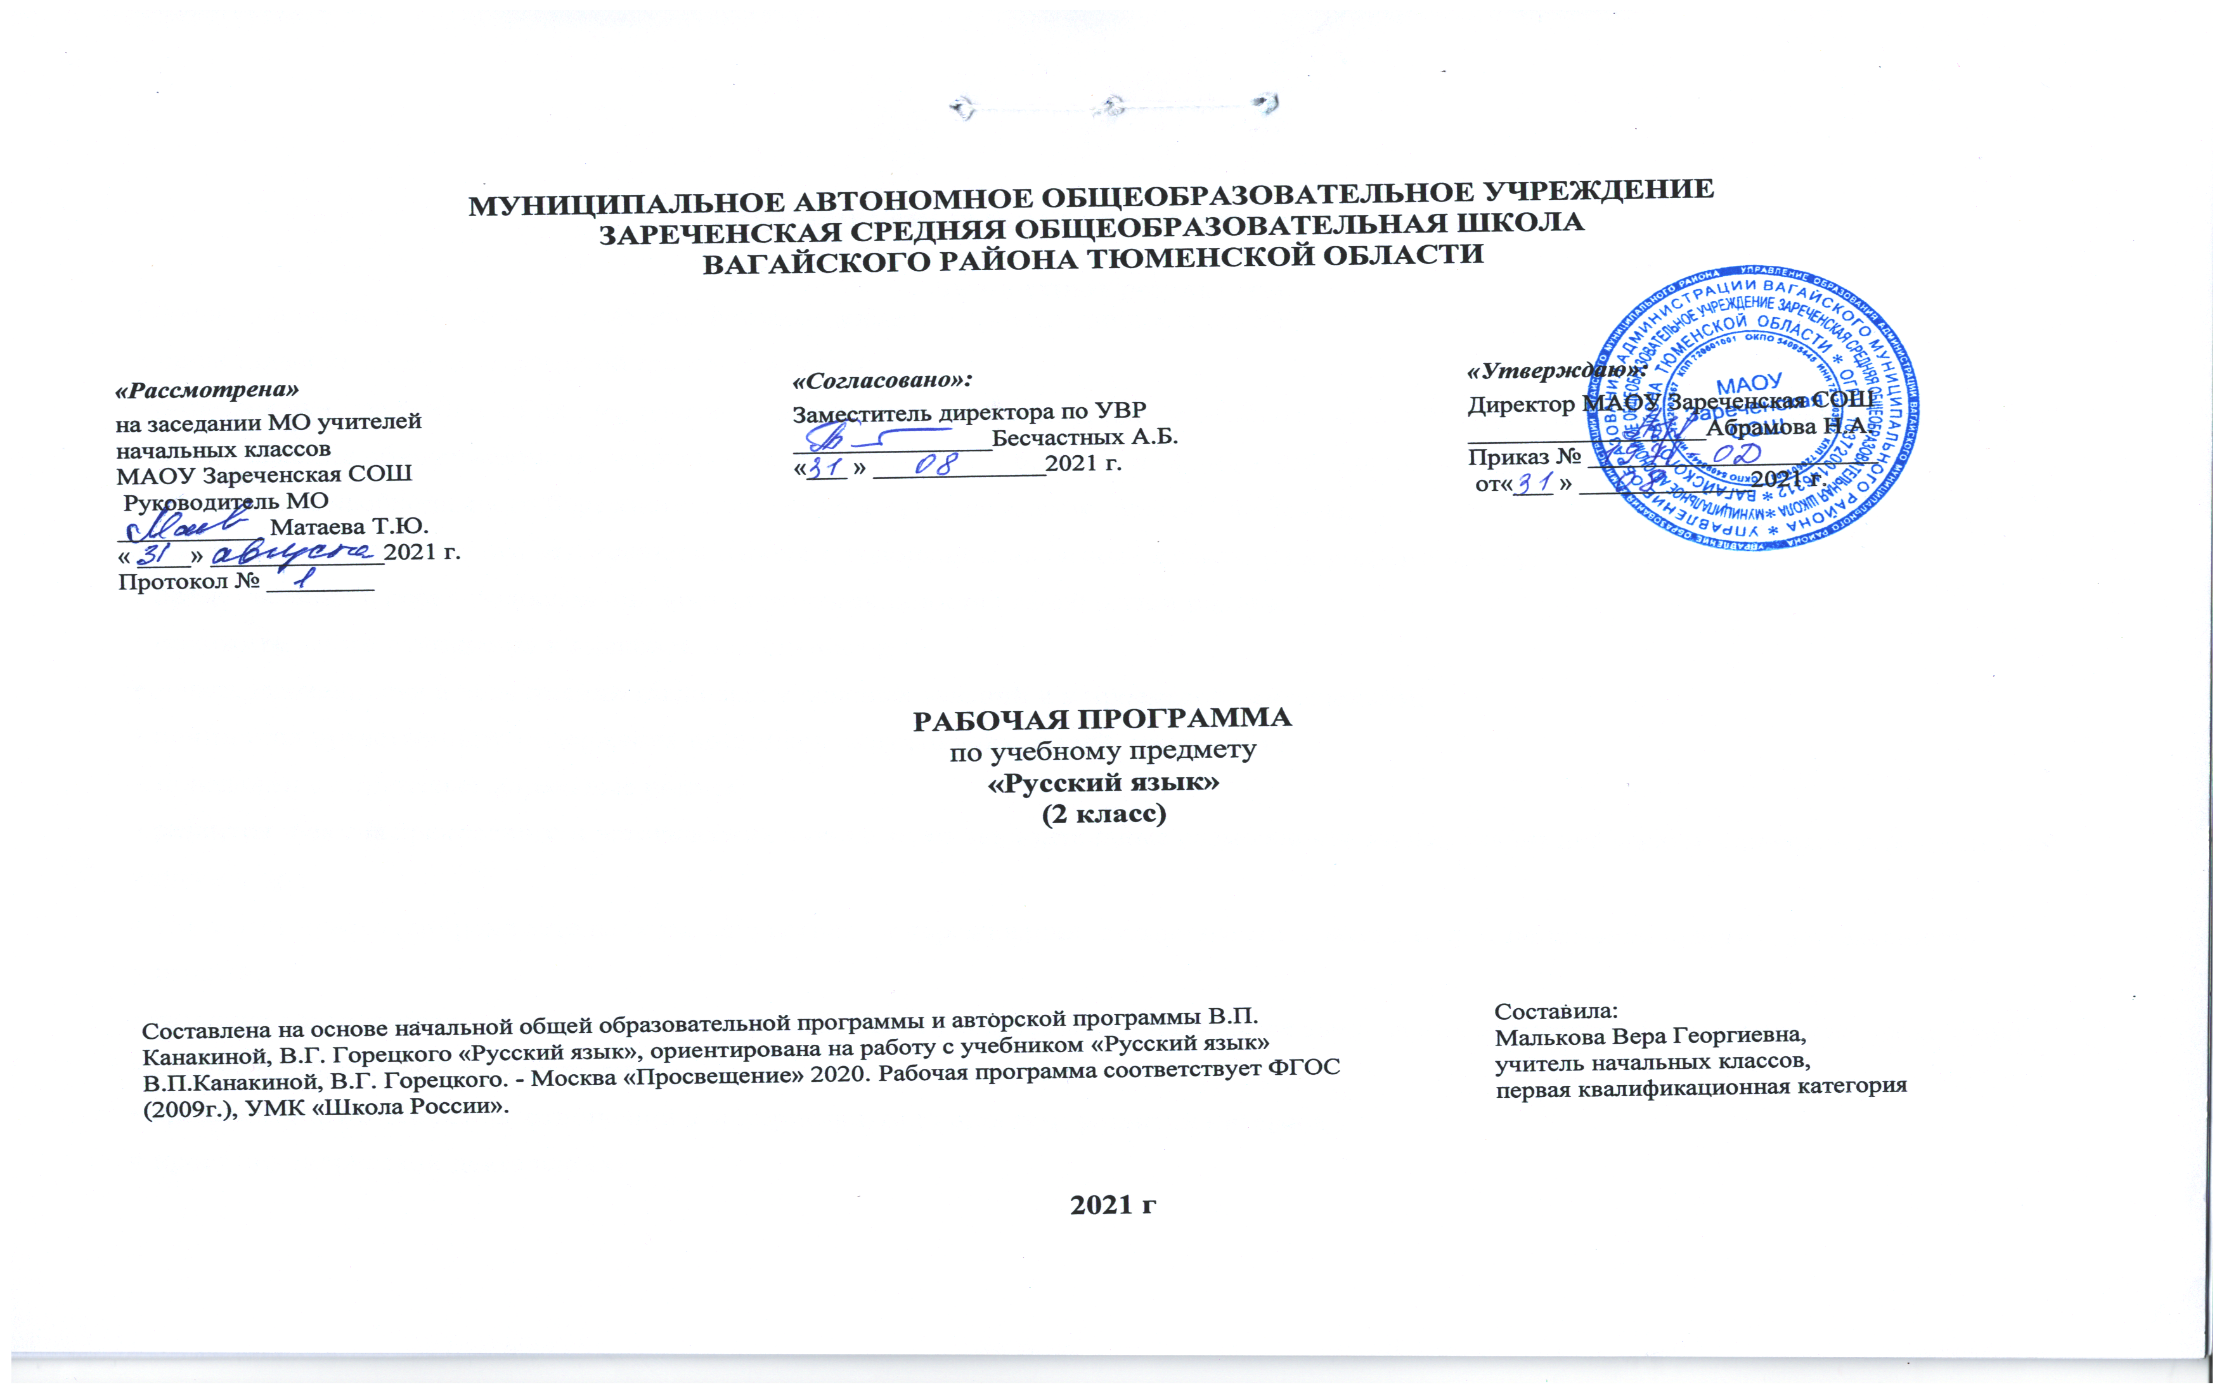 МУНИЦИПАЛЬНОЕ АВТОНОМНОЕ ОБЩЕОБРАЗОВАТЕЛЬНОЕ УЧРЕЖДЕНИЕ
ЗАРЕЧЕНСКАЯ СРЕДНЯЯ ОБЩЕОБРАЗОВАТЕЛЬНАЯ ШКОЛА
ВАГАЙСКОГО РАЙОНА ТЮМЕНСКОЙ ОБЛАСТИ
«Рассмотрена»
на заседании МО учителей
начальных классов
МАОУ Зареченская СОШ
Руководитель МО
Матаева Т.Ю.
« 31 » августа 2021 г.
Протокол № 1
«Согласовано»:
Заместитель директора по УВР
Бесчастных А.Б.
«31 » 08 2021 г.
«Утверждаю»:
Директор МАОУ Зареченская СОШ
Абрамова Н.А.
Приказ № ОД
от« 31 » 2021 г.
МАОУ
Зареченская
СОШ
РАБОЧАЯ ПРОГРАММА
по учебному предмету
«Русский язык»
(2 класс)
Составлена на основе начальной общей образовательной программы и авторской программы В.П.
Канакиной, В.Г. Горецкого «Русский язык», ориентирована на работу с учебником «Русский язык»
В.П.Канакиной, В.Г. Горецкого. - Москва «Просвещение» 2020. Рабочая программа соответствует ФГОС
(2009г.), УМК «Школа России».
Составила:
Малькова Вера Георгиевна,
учитель начальных классов,
первая квалификационная категория
2021 г